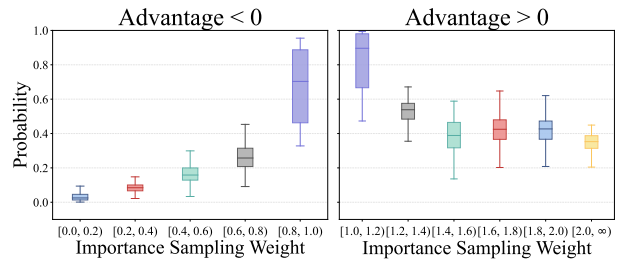 Advantage < 0
Advantage > 0
Probability
1.0
0.8
0.6
0.4
0.2
0.0
[0.0, 0.2) [0.2, 0.4) [0.4, 0.6) [0.6, 0.8) [0.8, 1.0)
[1.0, 1.2) [1.2, 1.4) [1.4, 1.6) [1.6, 1.8) [1.8, 2.0) [2.0, ∞)
Importance Sampling Weight
Importance Sampling Weight